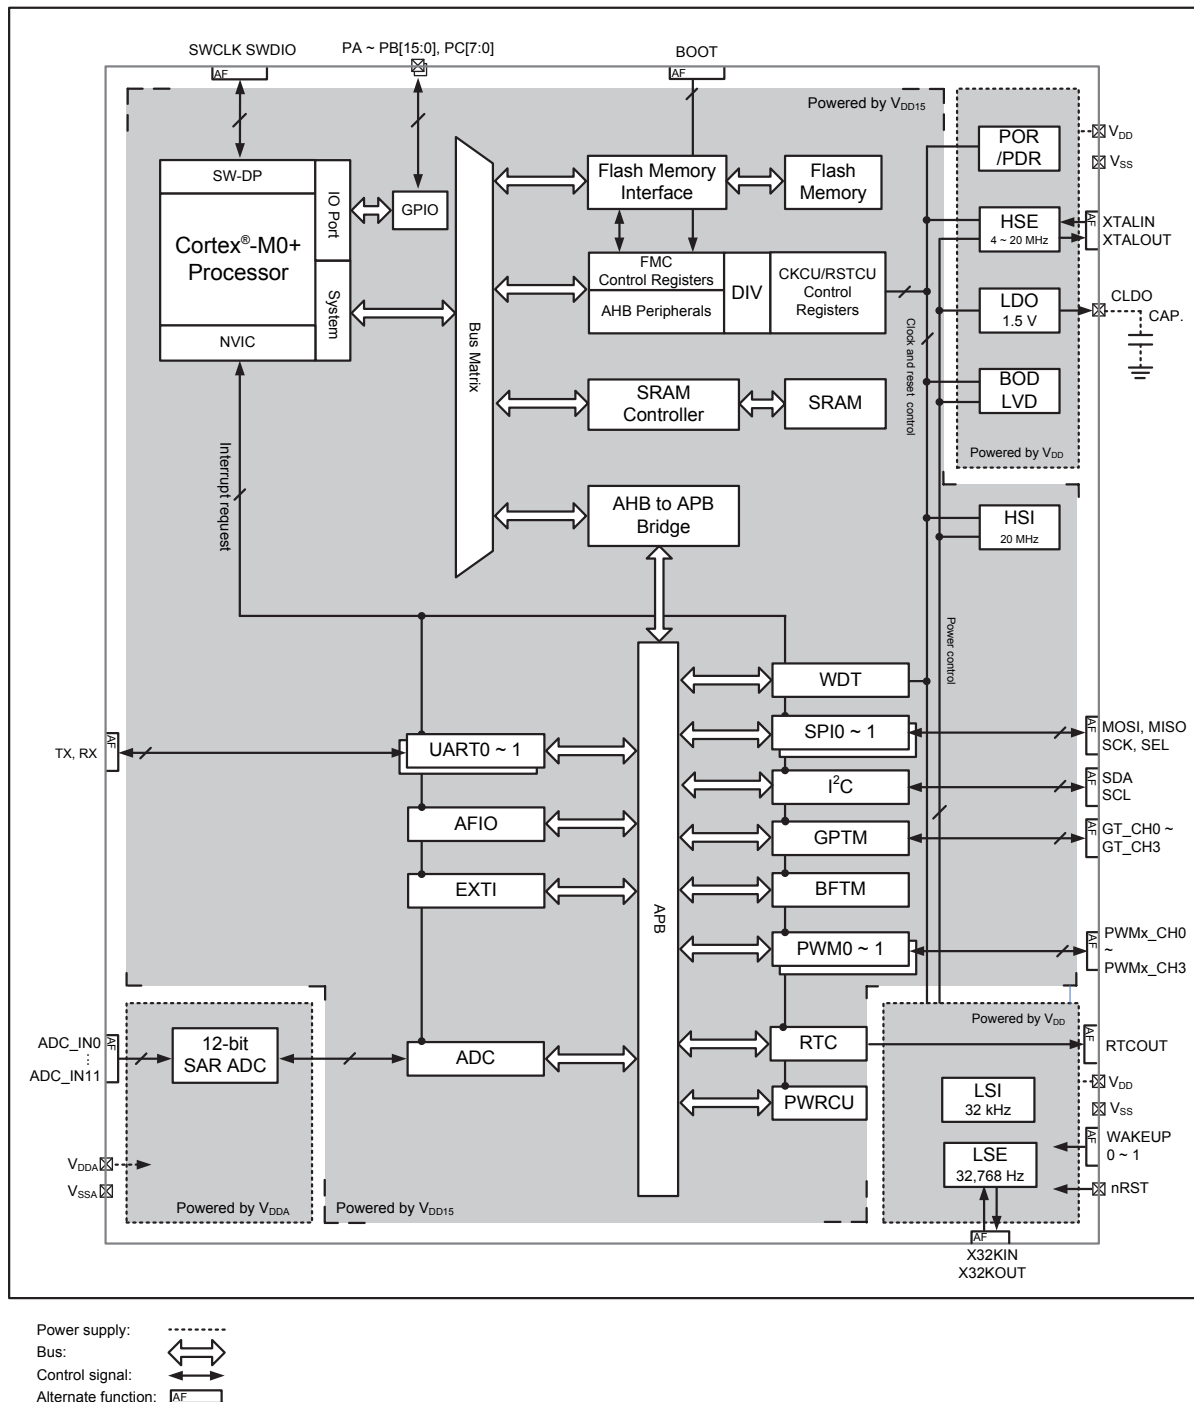 SWCLK SWDIO
PA ~ PB[15:0], PC[7:0]
BOOT
AF
AF
Powered by VDD15
POR
/PDR
VDD
VSS
SW-DP
IO Port
Cortex®-M0+
Processor
System
NVIC
GPIO
Bus Matrix
Flash Memory
Interface
Flash
Memory
FMC
Control Registers
AHB Peripherals
DIV
CKCU/RSTCU
Control
Registers
HSE
4 ~ 20 MHz
AF
XTALIN
XTALOUT
LDO
1.5 V
CLDO
CAP.
Clock and reset control
BOD
LVD
Powered by VDD
SRAM
Controller
SRAM
Interrupt request
AHB to APB
Bridge
HSI
20 MHz
Power control
APB
WDT
TX, RX
AF
UART0 ~ 1
SPI0 ~ 1
AF
MOSI, MISO
SCK, SEL
I2C
AF
SDA
SCL
AFIO
GPTM
AF
GT_CH0 ~
GT_CH3
EXTI
BFTM
PWM0 ~ 1
AF
PWMx_CH0
~
PWMx_CH3
ADC_IN0
⋮
ADC_IN11
AF
12-bit
SAR ADC
ADC
RTC
Powered by VDD
AF
RTCOUT
PWRCU
LSI
32 kHz
VDD
VSS
LSE
32,768 Hz
AF
WAKEUP
0 ~ 1
nRST
VDDA
VSSA
Powered by VDDA
Powered by VDD15
AF
X32KIN
X32KOUT
Power supply:
Bus:
Control signal:
Alternate function: AF